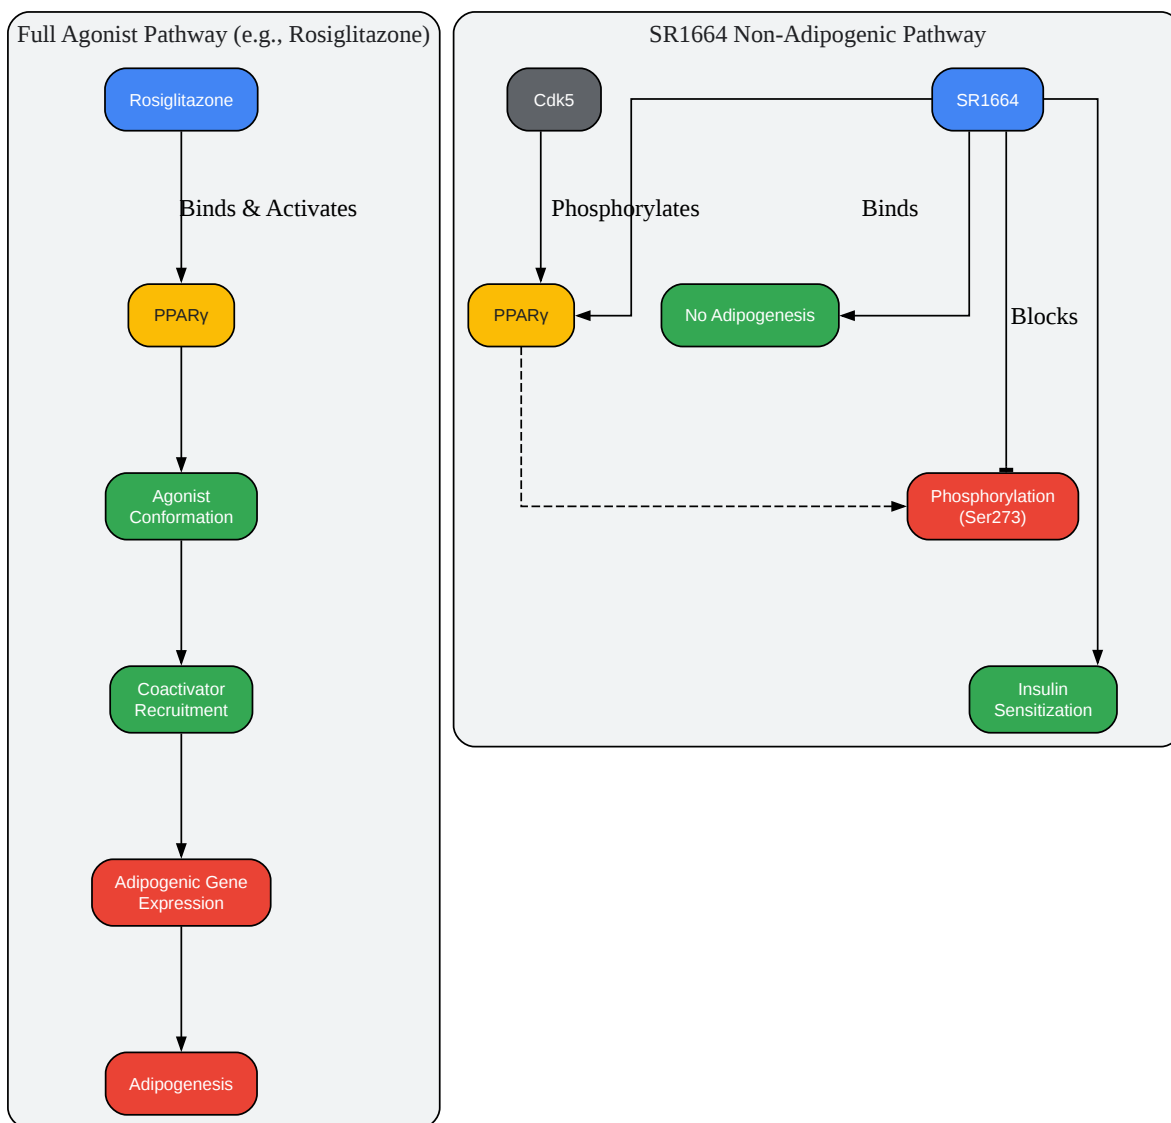 Full Agonist Pathway (e.g., Rosiglitazone)
Rosiglitazone
Binds & Activates
PPARγ
Agonist
Conformation
Coactivator
Recruitment
Adipogenic Gene
Expression
Adipogenesis
SR1664 Non-Adipogenic Pathway
Cdk5
SR1664
Phosphorylates
Binds
PPARγ
No Adipogenesis
Blocks
Phosphorylation
(Ser273)
Insulin
Sensitization